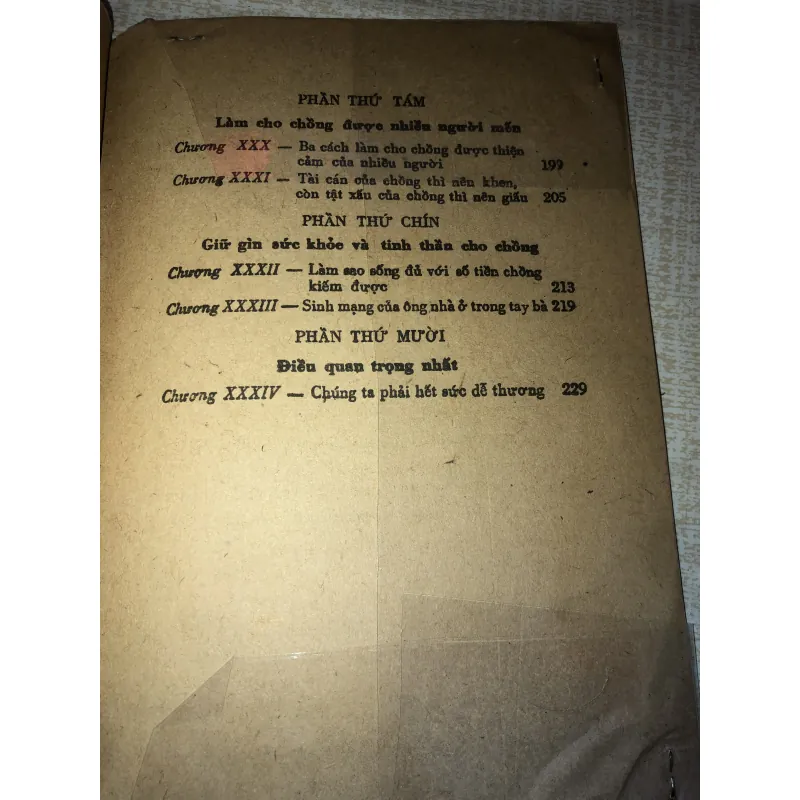 PHẦN THỨ TÁM
Làm cho chồng được nhiều người mến
Chương XXX — Ba cách làm cho chồng được thiện
cảm của nhiều người 199
Chương XXXI — Tài cán của chồng thì nên khen,
còn tật xấu của chồng thì nên giấu 205
PHẦN THỨ CHÍN
Giữ gìn sức khỏe và tinh thần cho chồng
Chương XXXII — Làm sao sống đủ với số tiền chồng
kiếm được 213
Chương XXXIII — Sinh mạng của ông nhà ở trong tay bà 219
PHẦN THỨ MƯỜI
Điều quan trọng nhất
Chương XXXIV — Chúng ta phải hết sức dễ thương 229